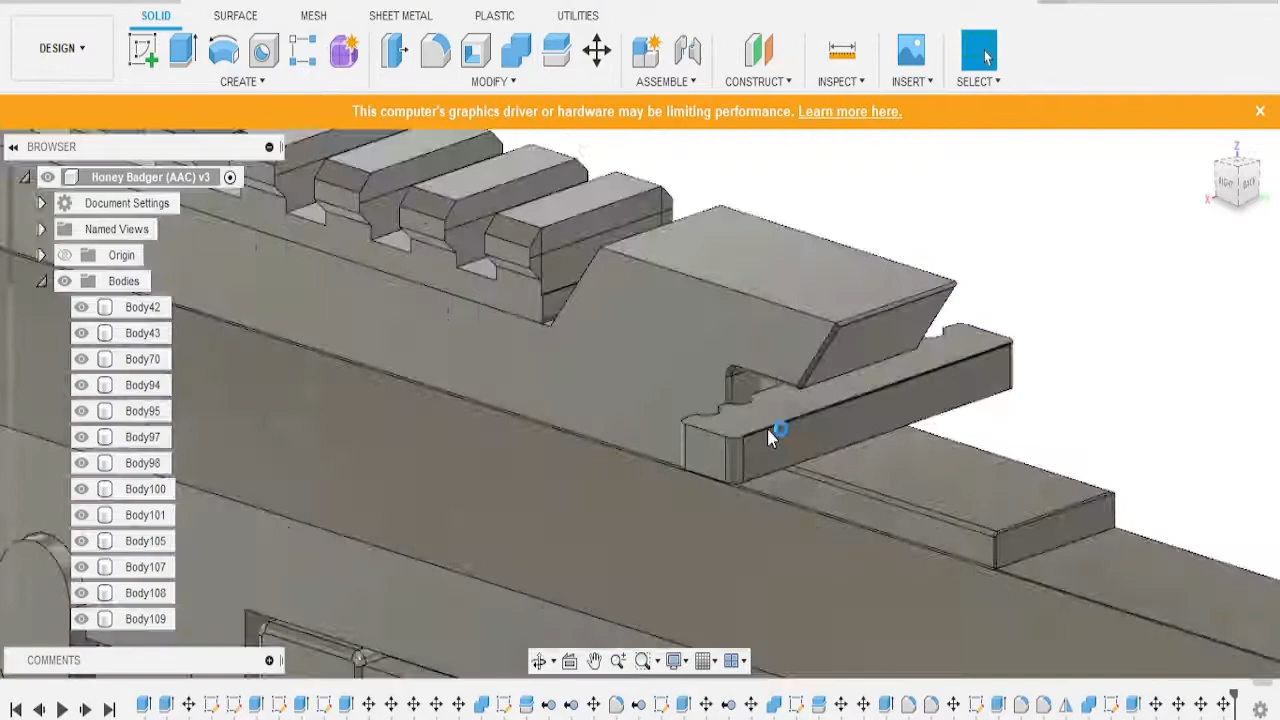 SOLID SURFACE MESH SHEET METAL PLASTIC UTILITIES
DESIGN
CREATE MODIFY ASSEMBLE CONSTRUCT INSPECT INSERT SELECT
This computer's graphics driver or hardware may be limiting performance. Learn more here.
BROWSER
Honey Badger (AAC) v3
Document Settings
Named Views
Origin
Bodies
Body42
Body43
Body70
Body94
Body95
Body97
Body98
Body100
Body101
Body105
Body107
Body108
Body109
COMMENTS
Z
RIGHT BACK
X